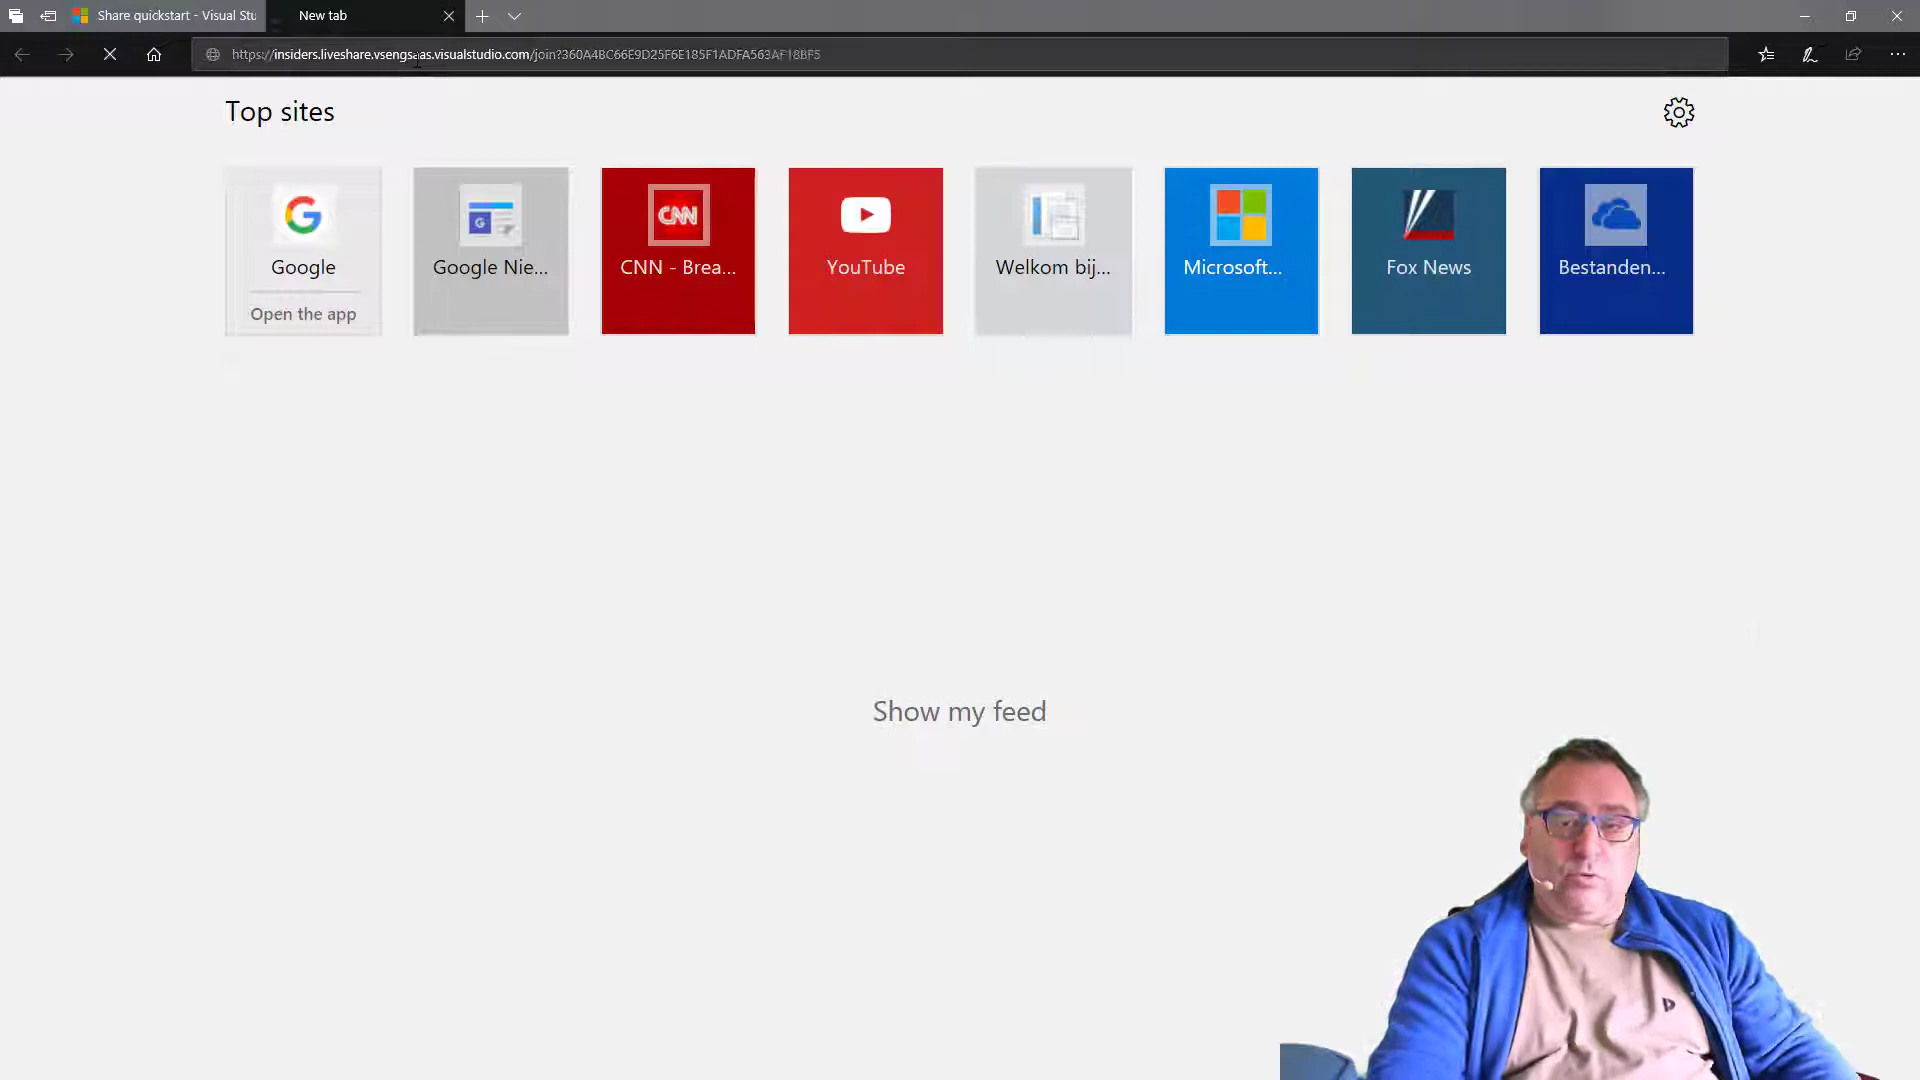 Share quickstart - Visual Stu
New tab
https://insiders.liveshare.vsengsaas.visualstudio.com/join?360A4BC66E9D25F6E185F1ADFA563AF18BF5
Top sites
Google
Open the app
Google Nie...
CNN
CNN - Brea...
YouTube
Welkom bij...
Microsoft...
Fox News
Bestanden...
Show my feed